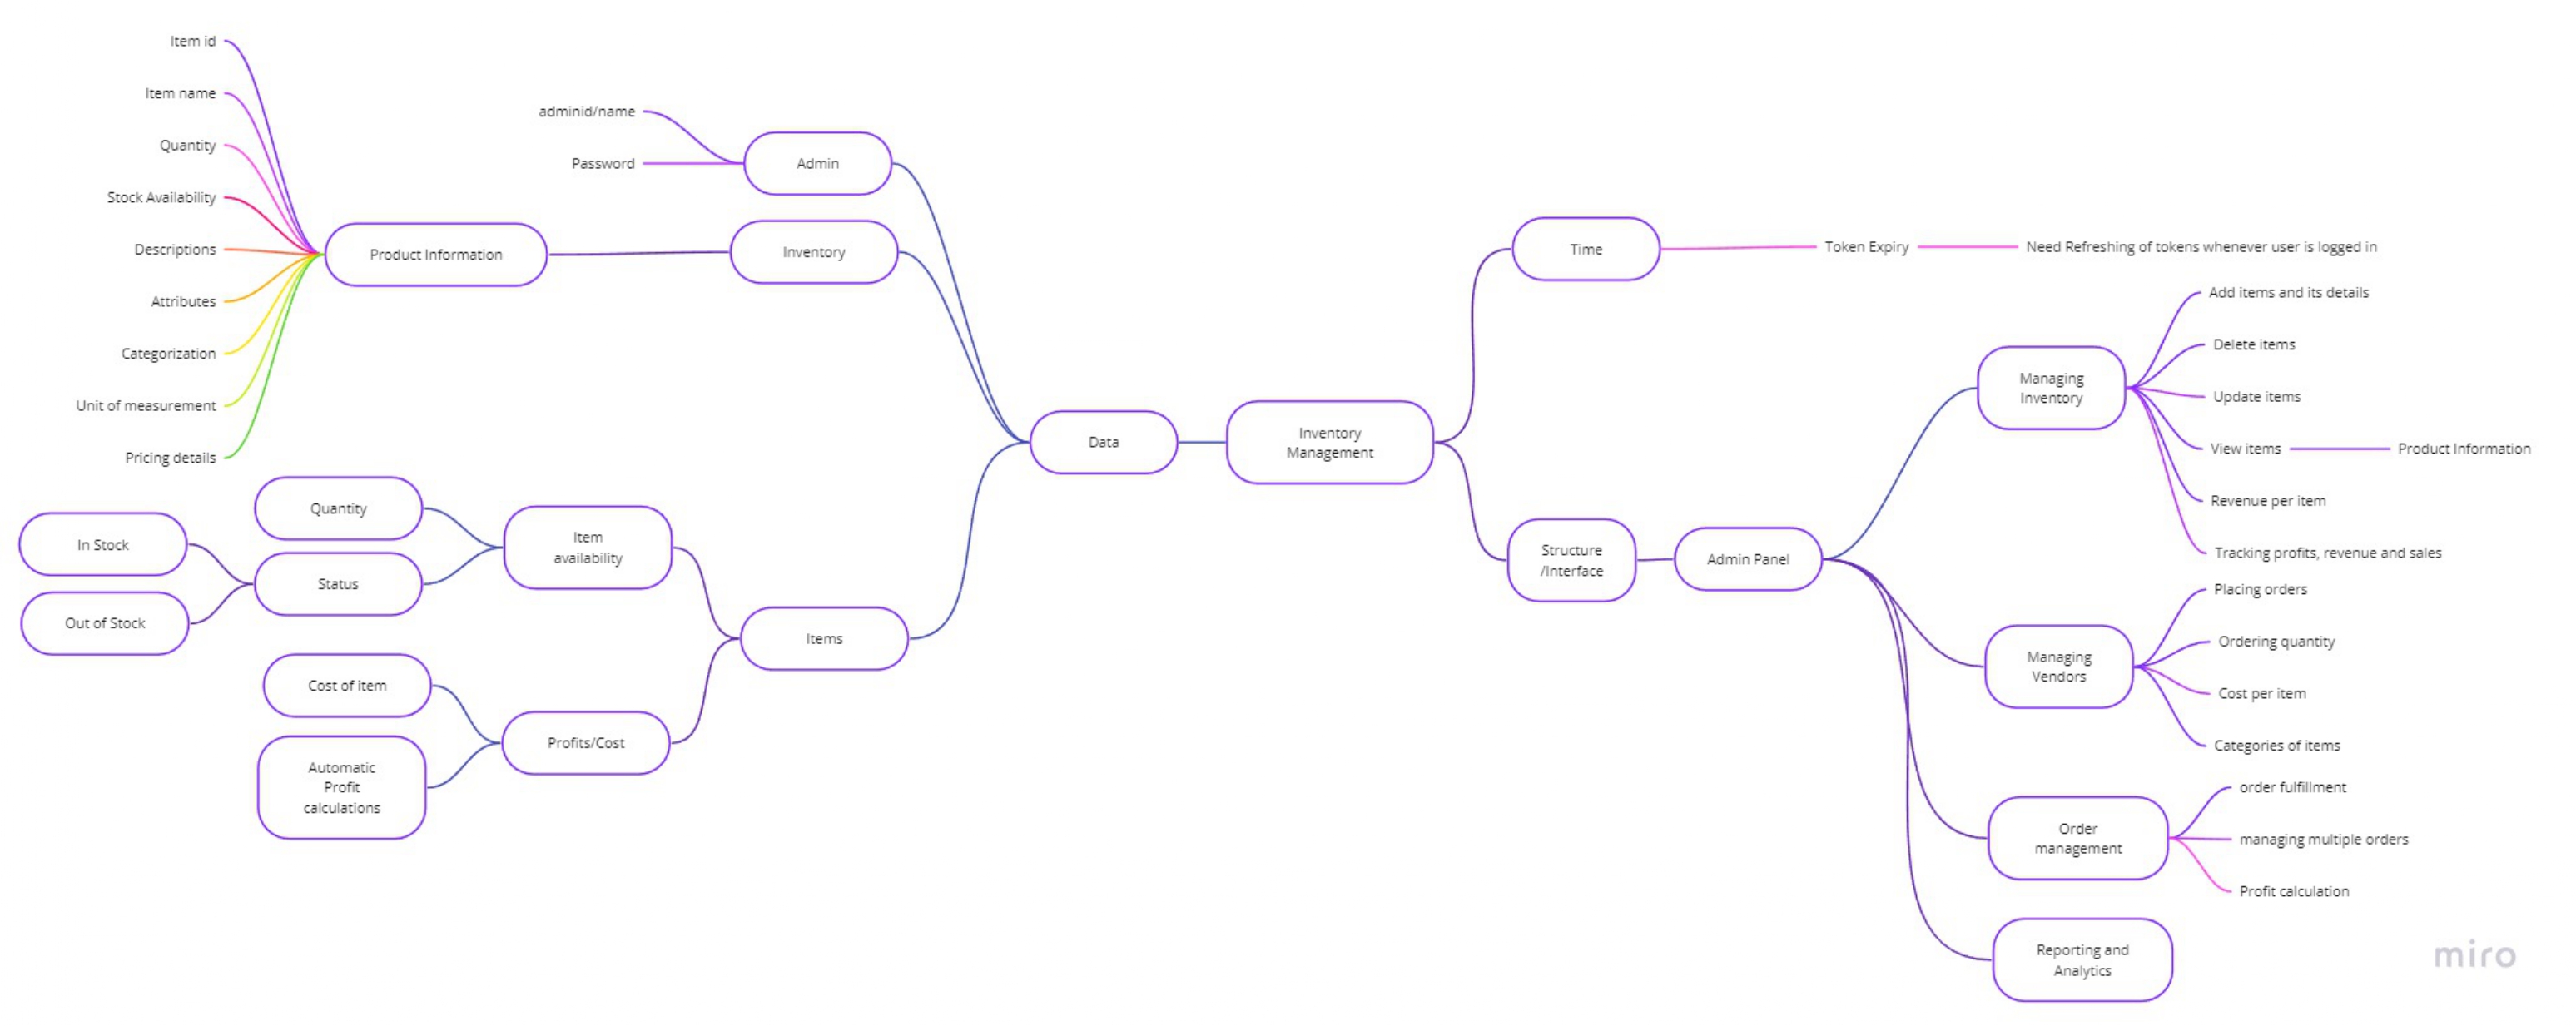 Item id
Item name
Quantity
Stock Availability
Descriptions
Attributes
Categorization
Unit of measurement
Pricing details
Product Information
adminid/name
Password
Admin
Inventory
In Stock
Out of Stock
Quantity
Status
Item
availability
Cost of item
Automatic
Profit
calculations
Profits/Cost
Items
Data
Inventory
Management
Time
Token Expiry
Need Refreshing of tokens whenever user is logged in
Structure
/Interface
Admin Panel
Managing
Inventory
Add items and its details
Delete items
Update items
View items
Product Information
Revenue per item
Tracking profits, revenue and sales
Managing
Vendors
Placing orders
Ordering quantity
Cost per item
Categories of items
Order
management
order fulfillment
managing multiple orders
Profit calculation
Reporting and
Analytics
miro